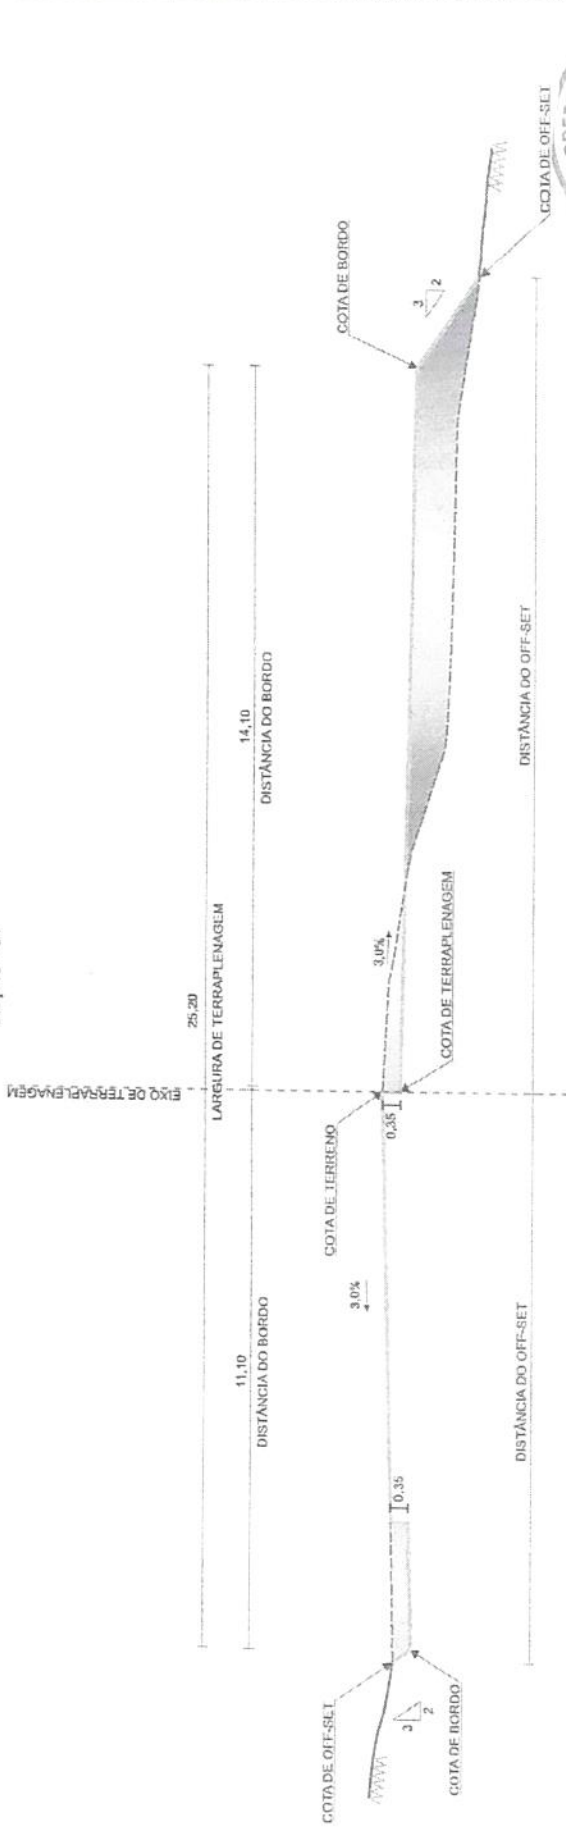 EIXO DE TERRAPLENAGEM
25,20
LARGURA DE TERRAPLENAGEM
11,10
DISTÂNCIA DO BORDO
14,10
DISTÂNCIA DO BORDO
COTA DE OFF-SET
3
2
COTA DE BORDO
0,35
3,0%
COTA DE TERRENO
0,35
COTA DE TERRAPLENAGEM
3,0%
COTA DE BORDO
3
2
COTA DE OFF-SET
DISTÂNCIA DO OFF-SET
DISTÂNCIA DO OFF-SET